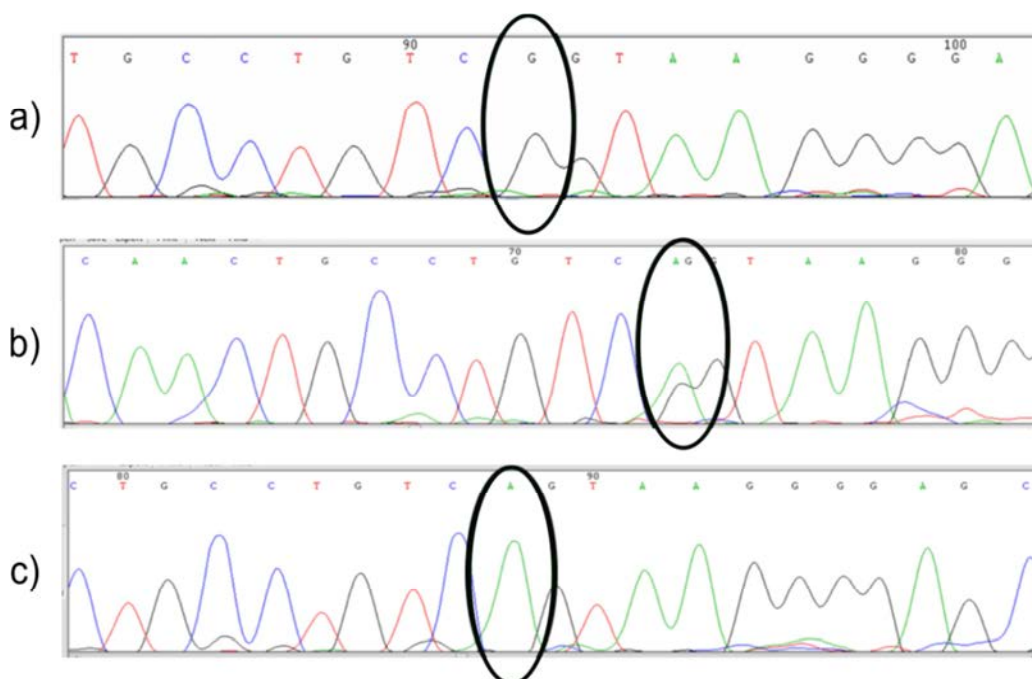 90 100
T G C C T G T C G G T A A G G G G A
a)
70 80
C A A C T G C C T G T C A G G T A A G G G
b)
80 90
C T G C C T G T C A G T A A G G G G A G C
c)